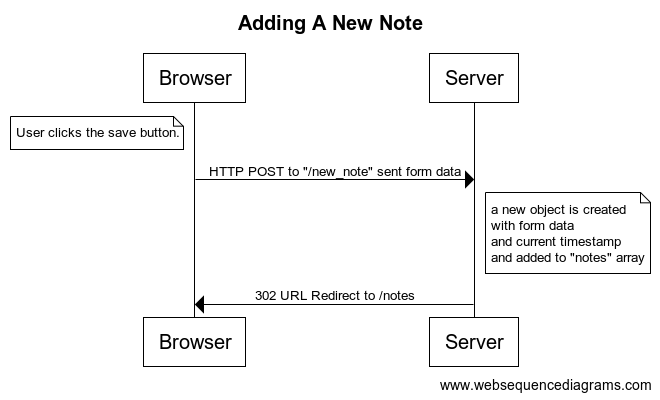 Adding A New Note
Browser
Server
User clicks the save button.
HTTP POST to "/new_note" sent form data
a new object is created
with form data
and current timestamp
and added to "notes" array
302 URL Redirect to /notes
Browser
Server
www.websequencediagrams.com